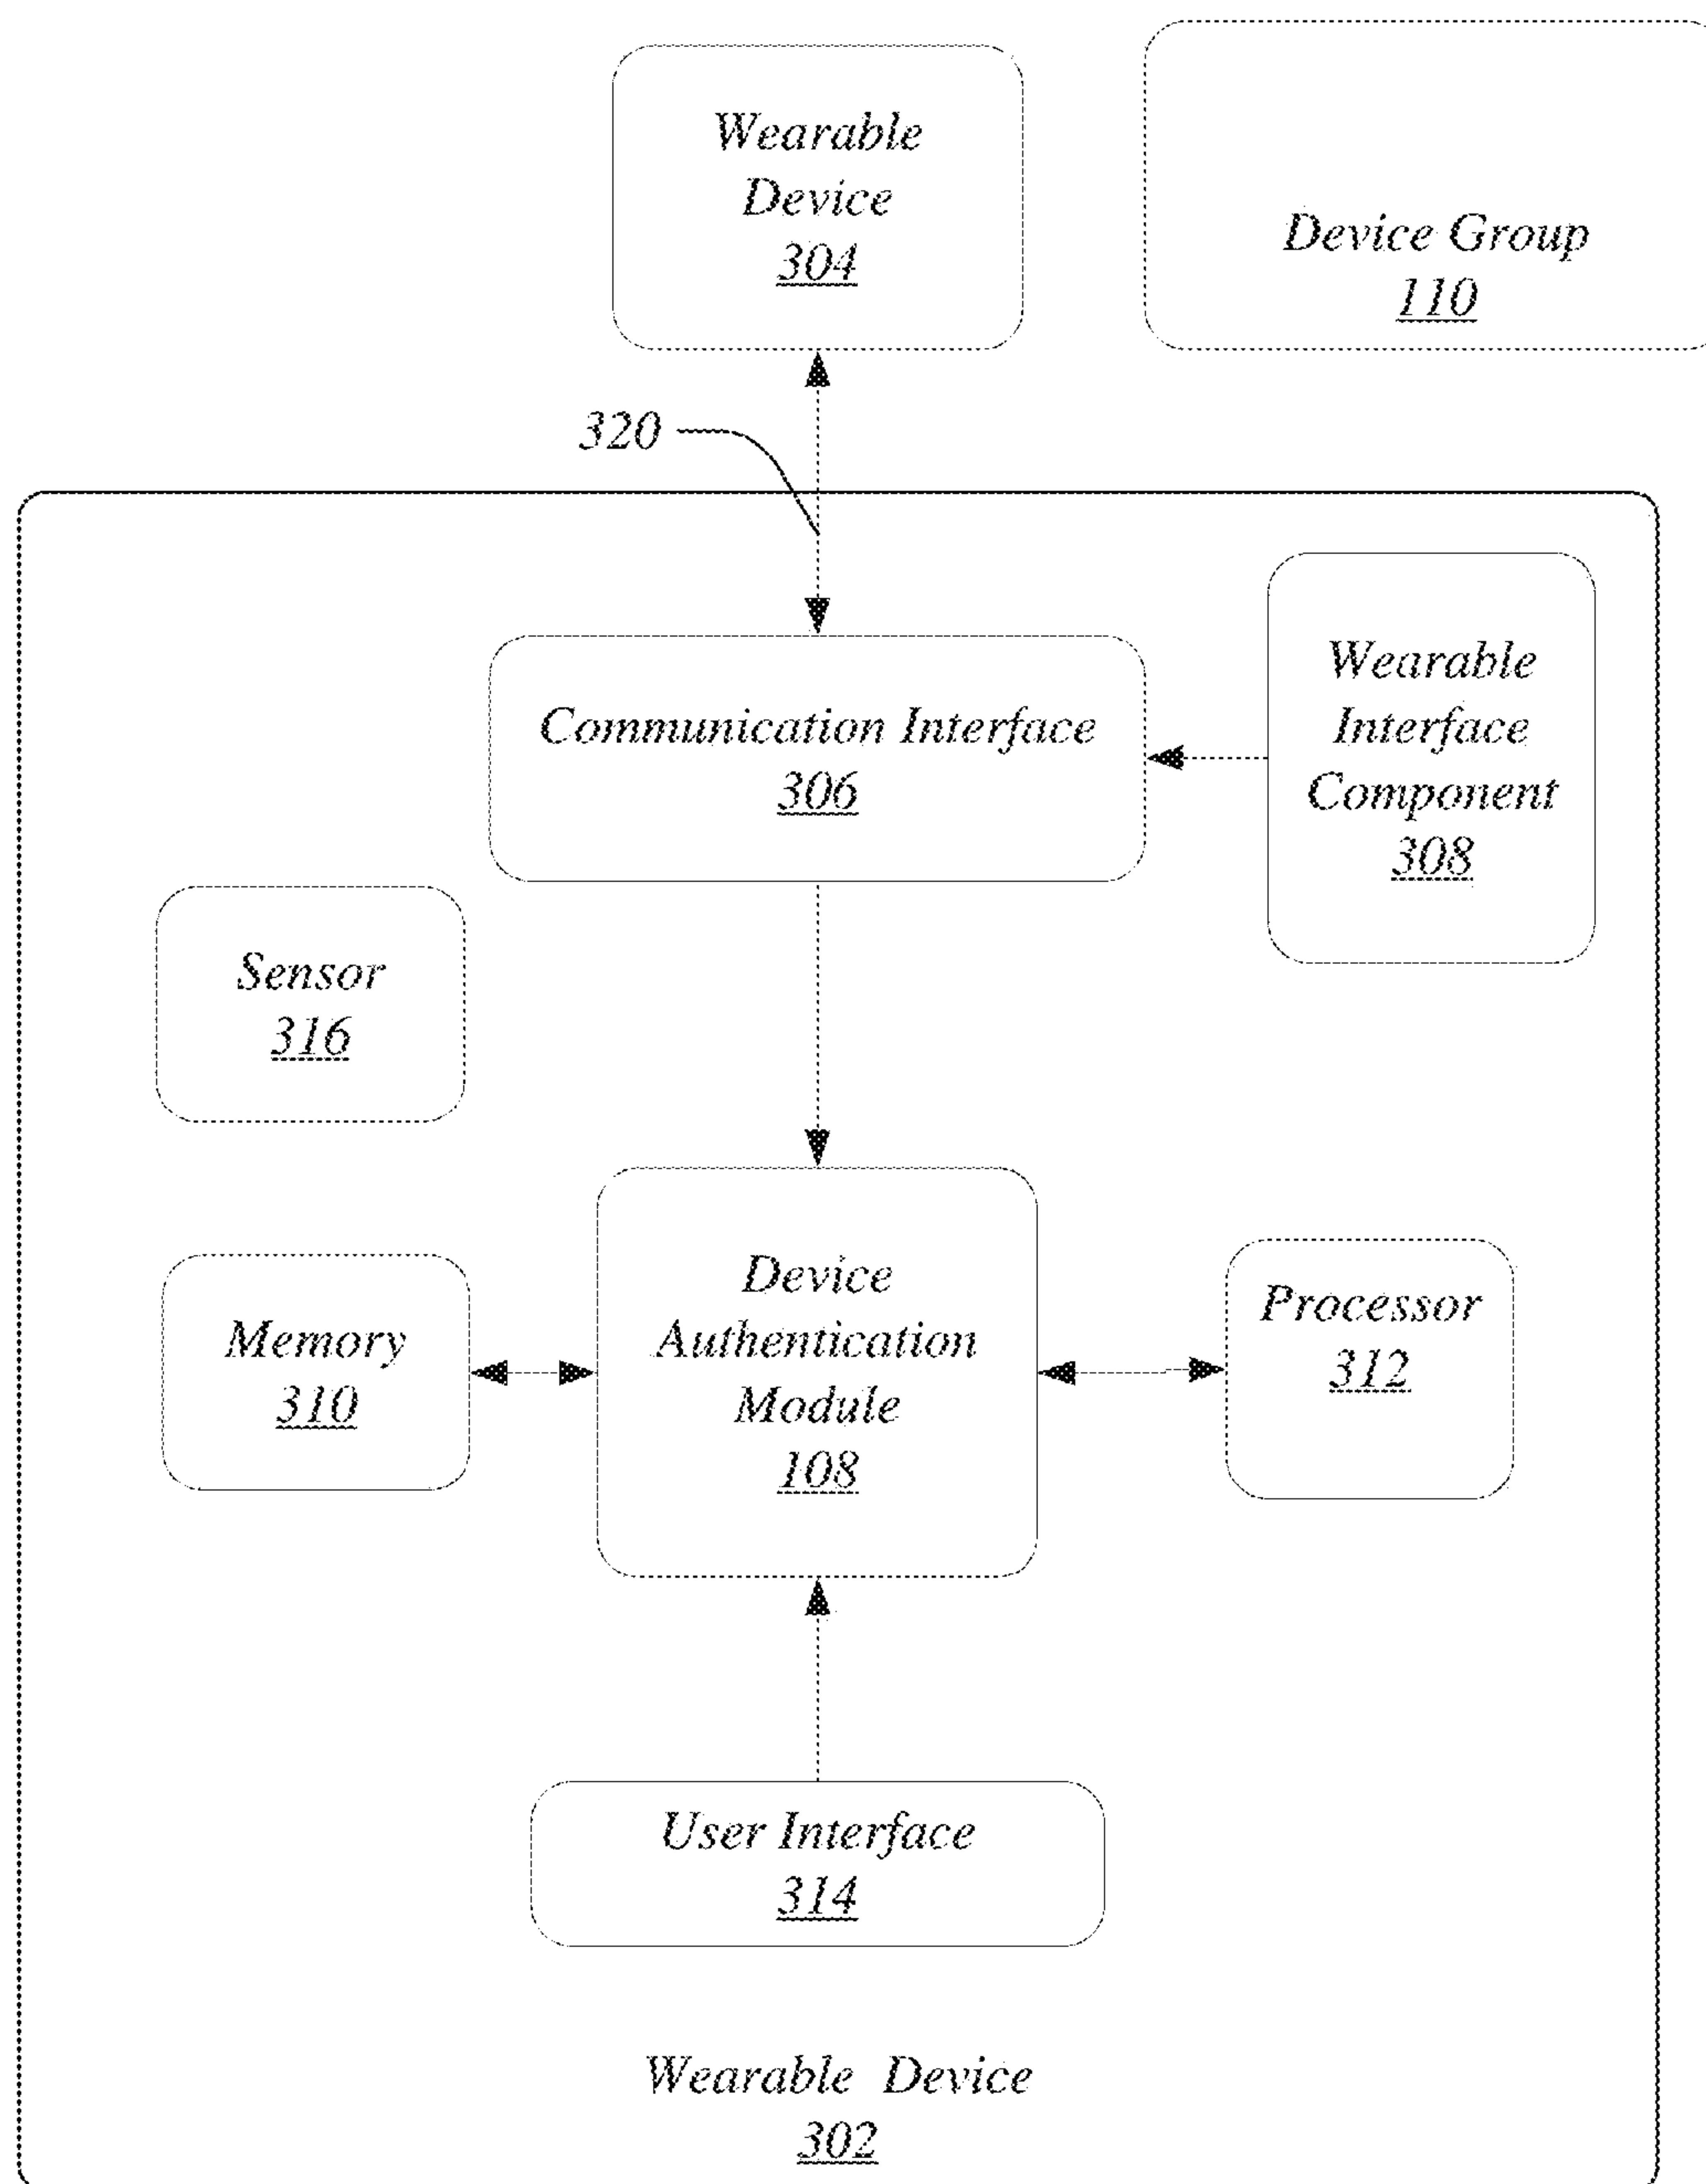 Wearable
Device
304
Device Group
110
320
Communication Interface
306
Wearable
Interface
Component
308
Sensor
316
Device
Authentication
Module
108
Memory
310
Processor
312
User Interface
314
Wearable Device
302